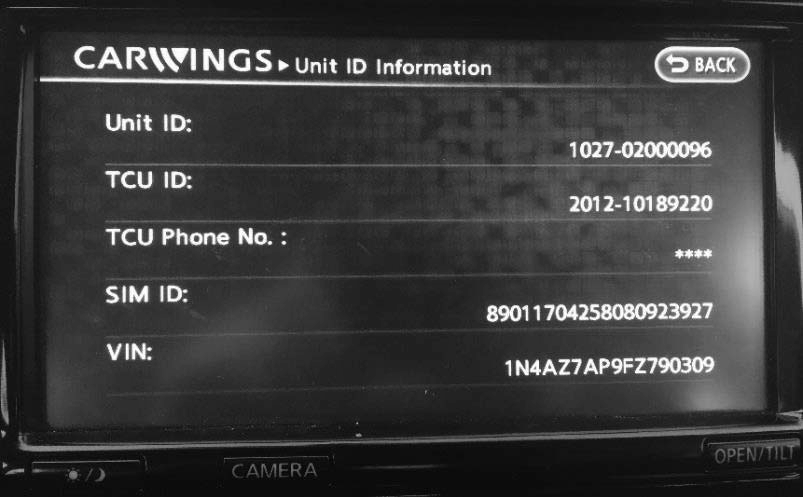 CARWINGS ▸ Unit ID Information
BACK
Unit ID:
1027-02000096
TCU ID:
2012-10189220
TCU Phone No. :
****
SIM ID:
89011704258080923927
VIN:
1N4AZ7AP9FZ790309
CAMERA
OPEN/TILT